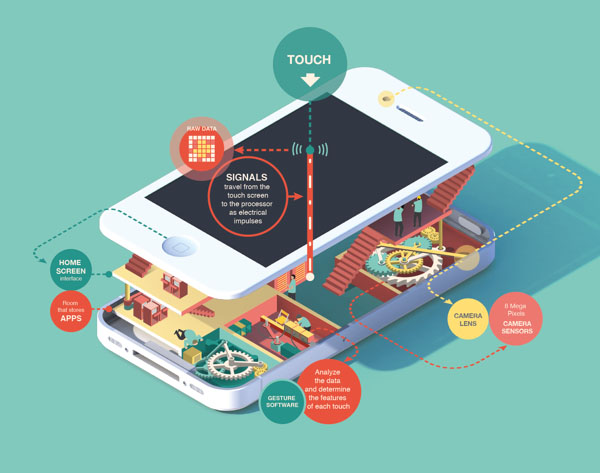 TOUCH
RAW DATA
SIGNALS
travel from the
touch screen
to the processor
as electrical
impulses
HOME
SCREEN
interface
Room
that stores
APPS
CAMERA
LENS
8 Mega
Pixels
CAMERA
SENSORS
GESTURE
SOFTWARE
Analyze
the data
and determine
the features
of each touch